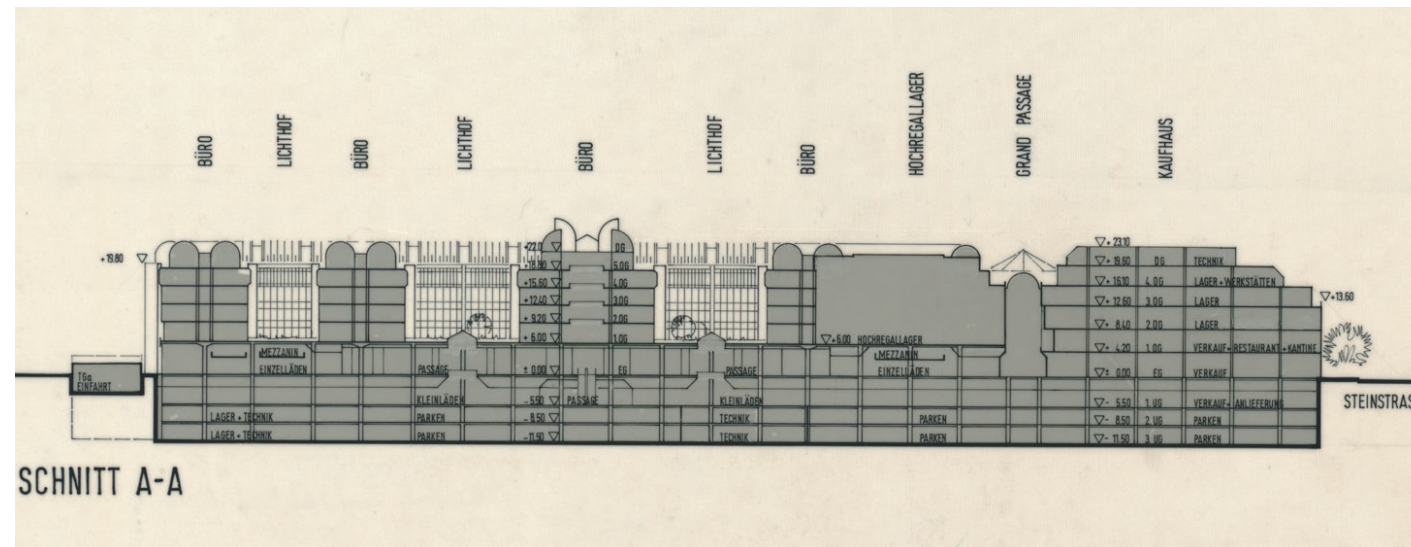 BÜRO
LICHTHOF
BÜRO
LICHTHOF
BÜRO
LICHTHOF
BÜRO
HOCHREGALLAGER
GRAND PASSAGE
KAUFHAUS
+ 19.80
+22.0 DG
5.OG
+15.60 4.OG
+12.40 3.OG
+ 9.20 2.OG
+ 6.00 1.OG
± 0.00 EG
- 5.50
- 8.50
- 11.50
+ 23.10
+ 19.60 DG TECHNIK
+ 16.10 4. OG LAGER + WERKSTÄTTEN
+ 12.60 3. OG LAGER
+ 8.40 2. OG LAGER
+ 4.20 1. OG VERKAUF + RESTAURANT + KANTINE
± 0.00 EG VERKAUF
- 5.50 1. UG VERKAUF + ANLIEFERUNG
- 8.50 2. UG PARKEN
- 11.50 3. UG PARKEN
+13.60
+6.00 HOCHREGALLAGER
MEZZANIN
MEZZANIN
EINZELLÄDEN
PASSAGE
PASSAGE
EINZELLÄDEN
TGa
EINFAHRT
KLEINLÄDEN
PASSAGE
KLEINLÄDEN
STEINSTRAS
LAGER + TECHNIK
PARKEN
TECHNIK
PARKEN
LAGER + TECHNIK
PARKEN
TECHNIK
PARKEN
SCHNITT A-A